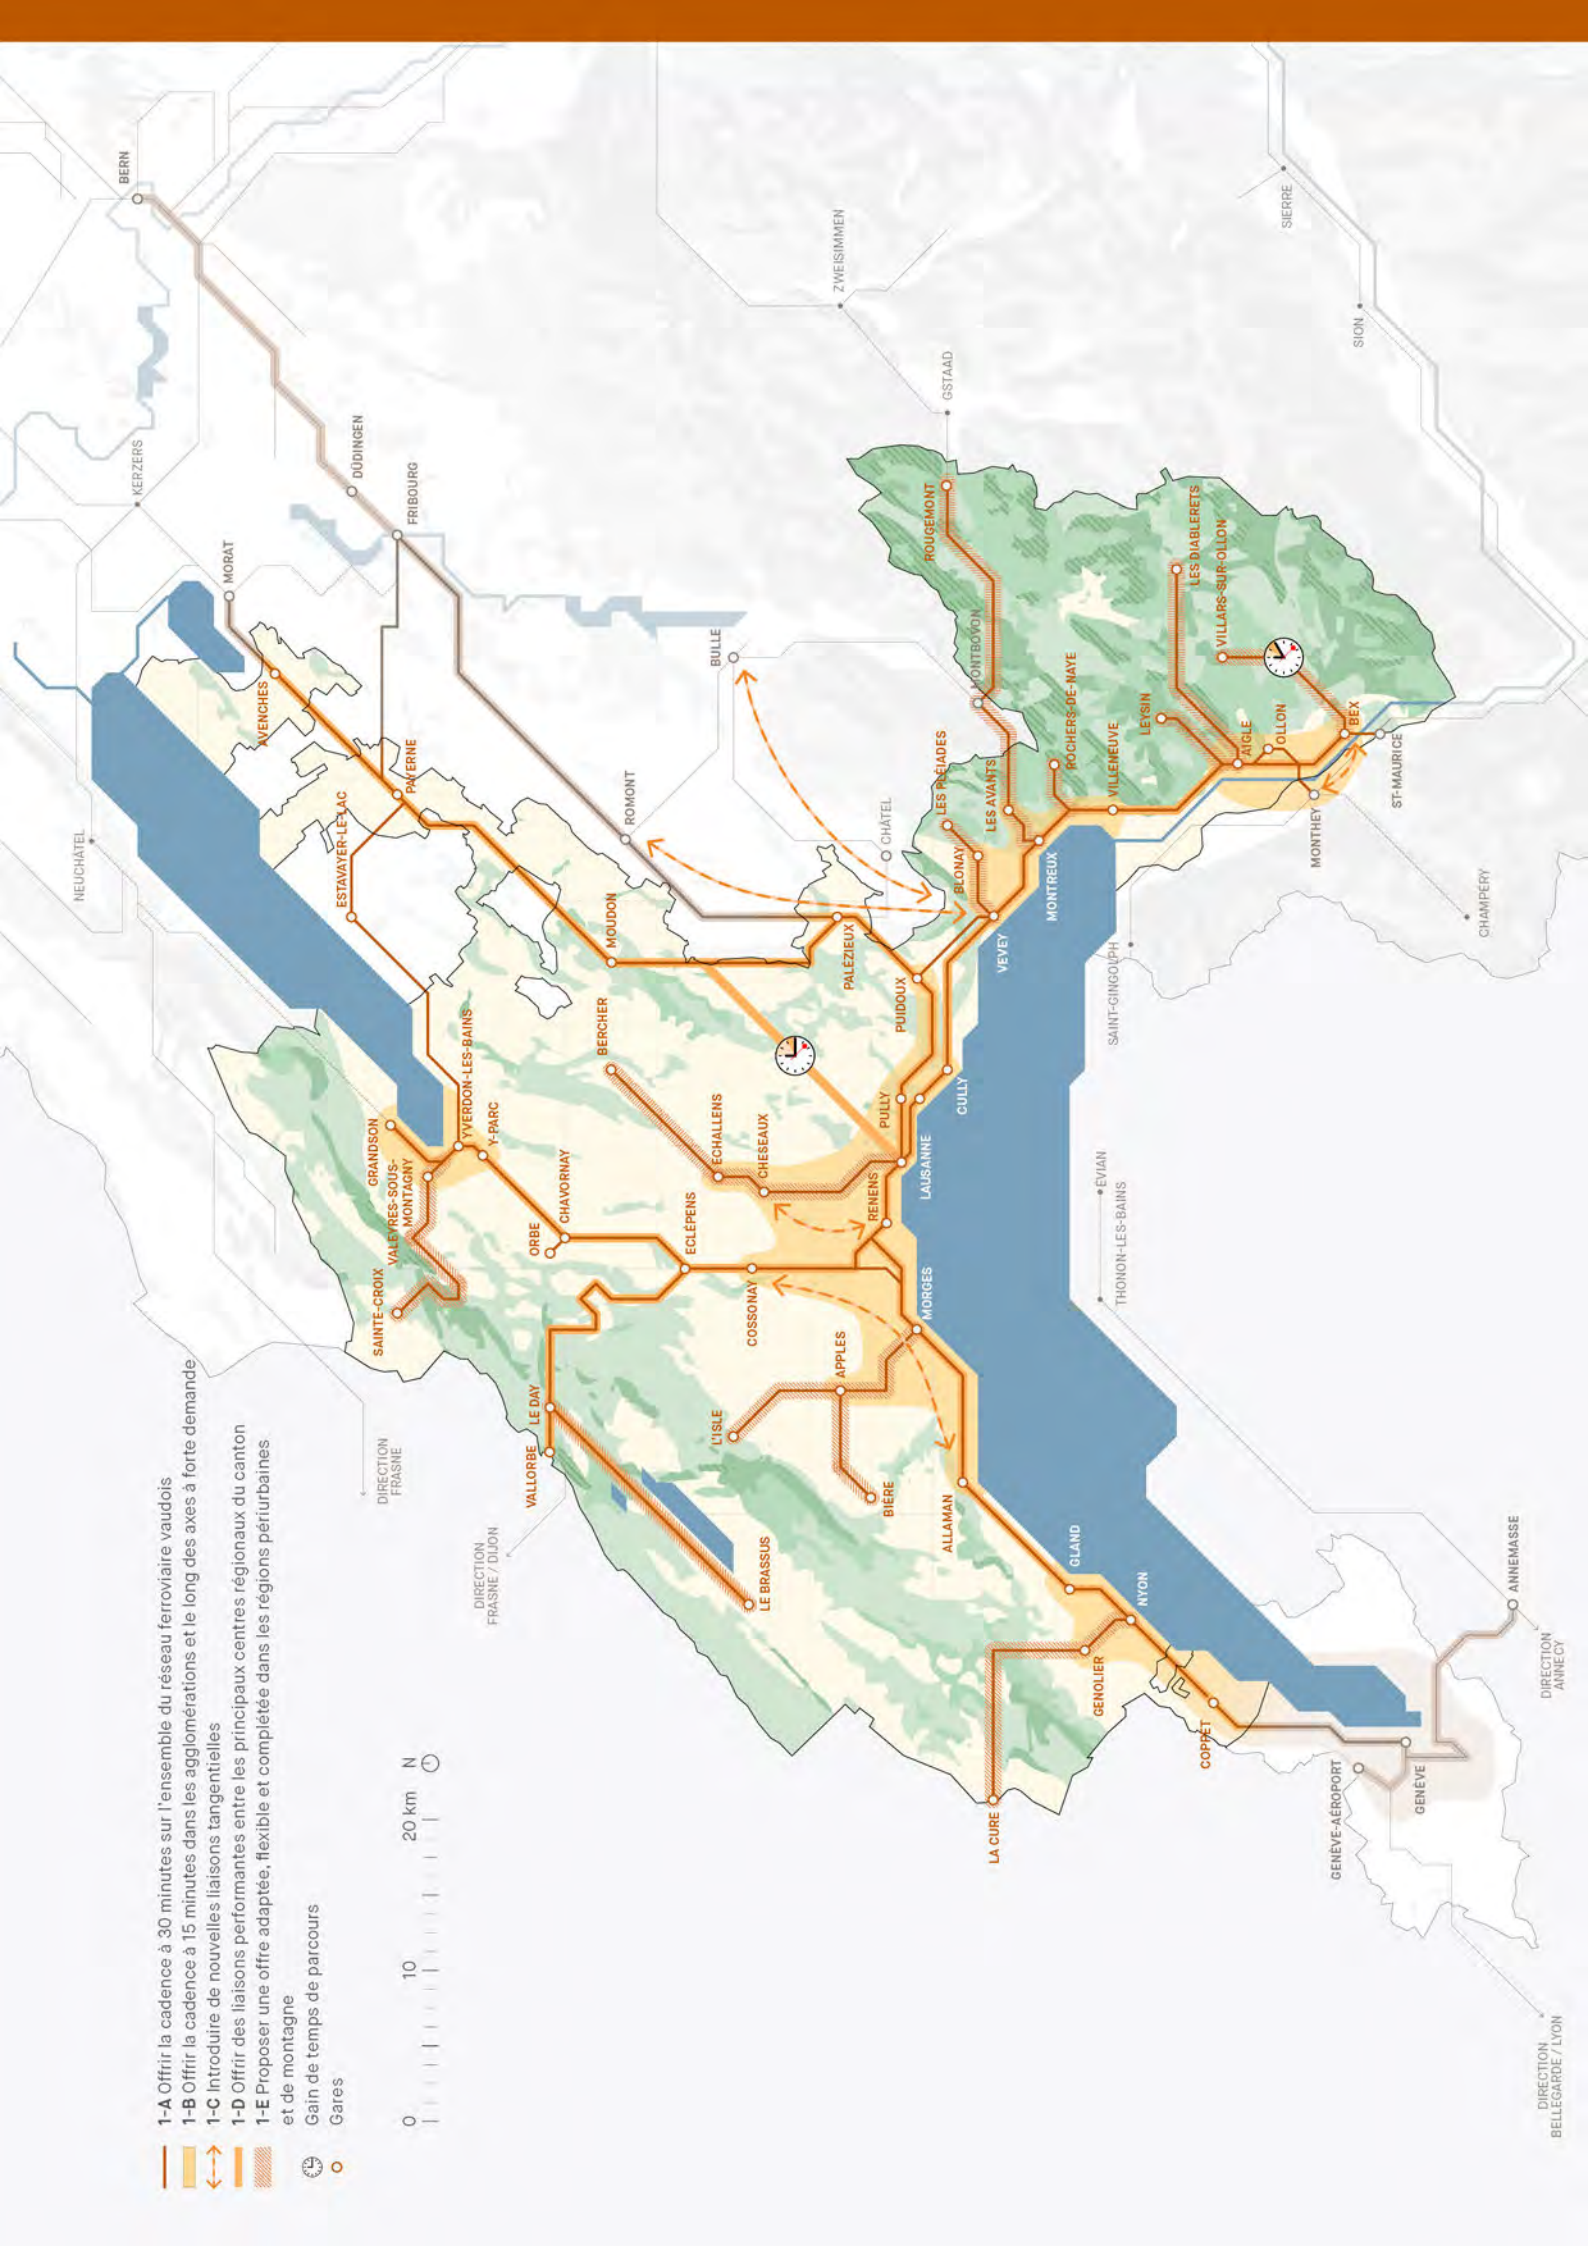 1-A Offrir la cadence à 30 minutes sur l'ensemble du réseau ferroviaire vaudois
1-B Offrir la cadence à 15 minutes dans les agglomérations et le long des axes à forte demande
1-C Introduire de nouvelles liaisons tangentielles
1-D Offrir des liaisons performantes entre les principaux centres régionaux du canton
1-E Proposer une offre adaptée, flexible et complétée dans les régions périurbaines
et de montagne
Gain de temps de parcours
Gares
0 10 20 km N
NEUCHÂTEL
KERZERS
BERN
MORAT
DÜDINGEN
FRIBOURG
AVENCHES
PAYERNE
ESTAVAYER-LE-LAC
DIRECTION
FRASNE
SAINTE-CROIX
VALEYRES-SOUS-
MONTAGNY
GRANDSON
YVERDON-LES-BAINS
Y-PARC
DIRECTION
FRASNE / DIJON
VALLORBE
LE DAY
ORBE
CHAVORNAY
BERCHER
MOUDON
ROMONT
BULLE
ECLÉPENS
ECHALLENS
CHESEAUX
COSSONAY
L'ISLE
LE BRASSUS
APPLES
BIÈRE
MORGES
RENENS
LAUSANNE
PULLY
PUIDOUX
PALÉZIEUX
CHÂTEL
ZWEISIMMEN
GSTAAD
ROUGEMONT
MONTBOVON
LES PLÉIADES
BLONAY
LES AVANTS
CULLY
VEVEY
MONTREUX
ROCHERS-DE-NAYE
VILLENEUVE
LEYSIN
LES DIABLERETS
VILLARS-SUR-OLLON
AIGLE
OLLON
BEX
ST-MAURICE
MONTHEY
CHAMPÉRY
SION
SIERRE
SAINT-GINGOLPH
ÉVIAN
THONON-LES-BAINS
ALLAMAN
GLAND
NYON
GENOLIER
LA CURE
COPPET
GENÈVE-AÉROPORT
GENÈVE
ANNEMASSE
DIRECTION
ANNECY
DIRECTION
BELLEGARDE / LYON